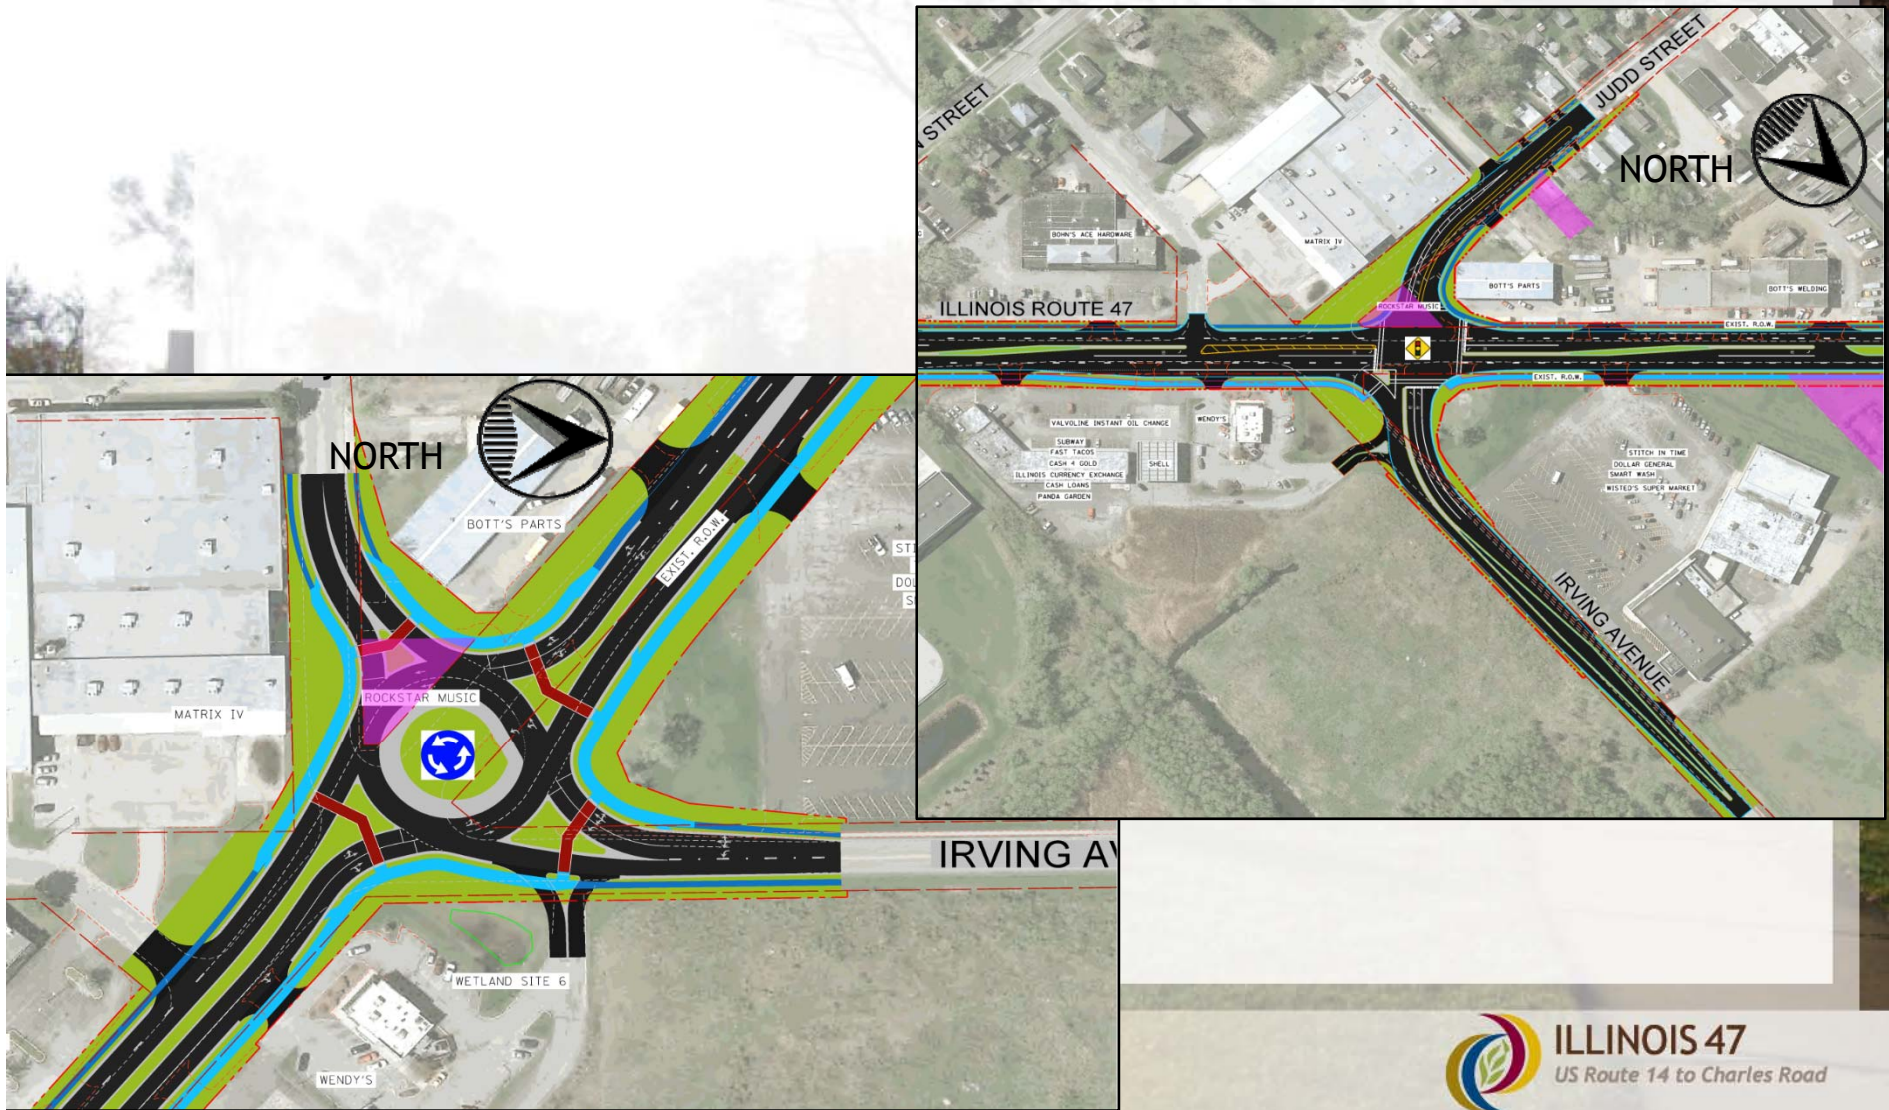 N STREET
JUDD STREET
NORTH
BOHN'S ACE HARDWARE
MATRIX IV
BOTT'S PARTS
BOTT'S WELDING
ROCKSTAR MUSIC
ILLINOIS ROUTE 47
EXIST. R.O.W.
EXIST. R.O.W.
VALVOLINE INSTANT OIL CHANGE
WENDY'S
SUBWAY
FAST TACOS
CASH 4 GOLD
ILLINOIS CURRENCY EXCHANGE
CASH LOANS
PANDA GARDEN
SHELL
STITCH IN TIME
DOLLAR GENERAL
SMART WASH
WISTED'S SUPER MARKET
IRVING AVENUE
NORTH
BOTT'S PARTS
EXIST. R.O.W.
STI
DOL
S
ROCKSTAR MUSIC
MATRIX IV
IRVING AV
WETLAND SITE 6
WENDY'S
ILLINOIS 47
US Route 14 to Charles Road